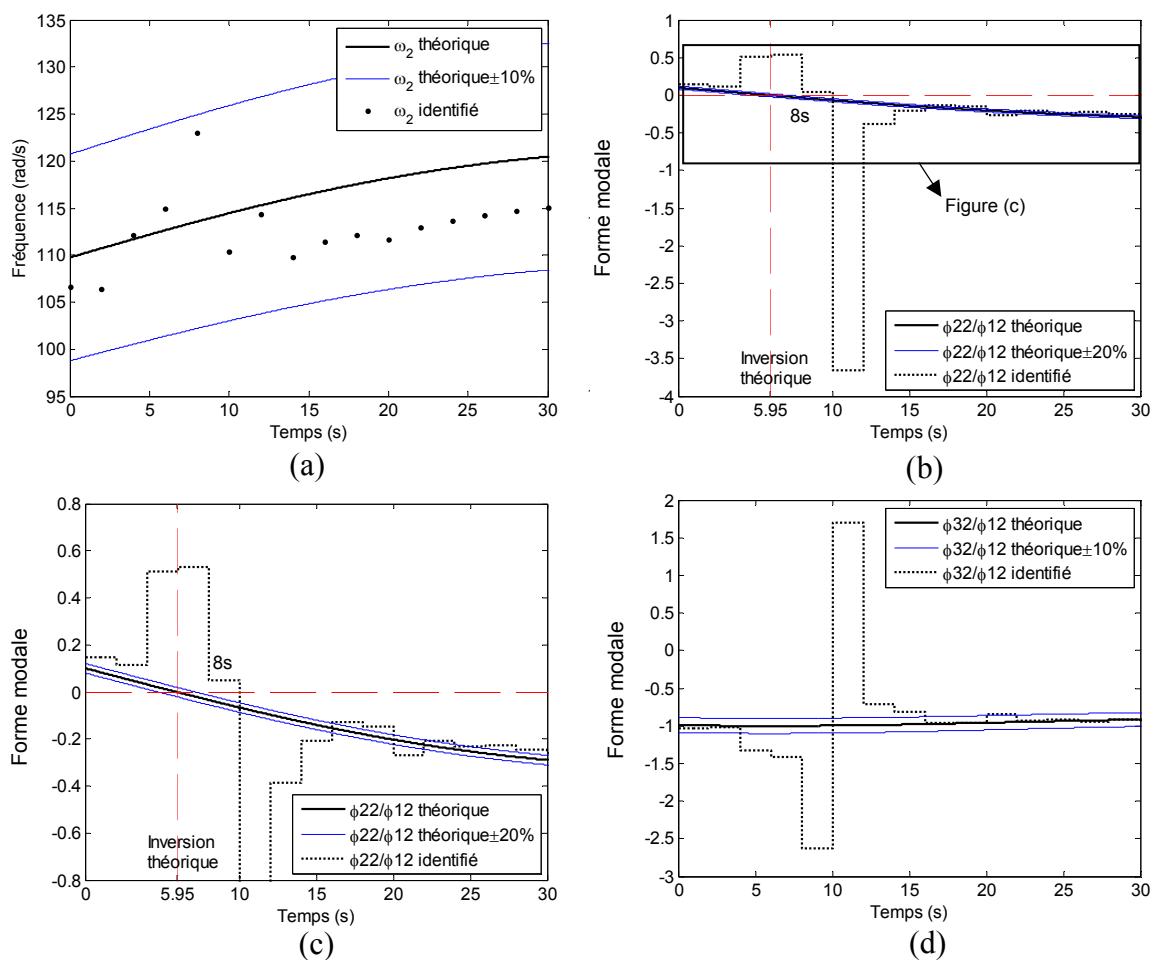 135
130
125
120
115
110
105
100
95
Fréquence (rad/s)
0 5 10 15 20 25 30
Temps (s)
ω2 théorique
ω2 théorique±10%
ω2 identifié
(a)
1
0.5
0
-0.5
-1
-1.5
-2
-2.5
-3
-3.5
-4
Forme modale
8s
Figure (c)
Inversion
théorique
ϕ22/ϕ12 théorique
ϕ22/ϕ12 théorique±20%
ϕ22/ϕ12 identifié
0 5.95 10 15 20 25 30
Temps (s)
(b)
0.8
0.6
0.4
0.2
0
-0.2
-0.4
-0.6
-0.8
Forme modale
8s
Inversion
théorique
ϕ22/ϕ12 théorique
ϕ22/ϕ12 théorique±20%
ϕ22/ϕ12 identifié
0 5.95 10 15 20 25 30
Temps (s)
(c)
2
1.5
1
0.5
0
-0.5
-1
-1.5
-2
-2.5
-3
Forme modale
ϕ32/ϕ12 théorique
ϕ32/ϕ12 théorique±10%
ϕ32/ϕ12 identifié
0 5 10 15 20 25 30
Temps (s)
(d)